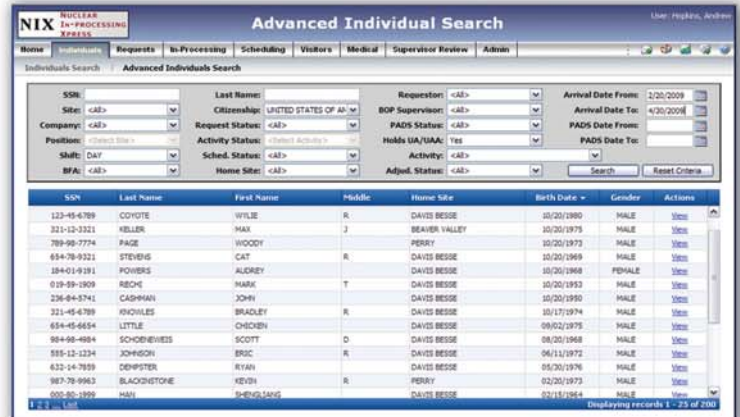 NIX NUCLEAR
IN-PROCESSING
XPRESS
Advanced Individual Search
User: Hopkins, Andrew
Home Individuals Requests In-Processing Scheduling Visitors Medical Supervisor Review Admin
Individuals Search / Advanced Individuals Search
SSN: Last Name: Requestor: <All> Arrival Date From: 2/20/2009
Site: <All> Citizenship: UNITED STATES OF AM BOP Supervisor: <All> Arrival Date To: 4/30/2009
Company: <All> Request Status: <All> PADS Status: <All> PADS Date From:
Position: <Select Site> Activity Status: <Select Activity> Holds UA/UAA: Yes PADS Date To:
Shift: DAY Sched. Status: <All> Activity: <All>
BFA: <All> Home Site: <All> Adjud. Status: <All> Search Reset Criteria
SSN Last Name First Name Middle Home Site Birth Date Gender Actions
123-45-6789 COYOTE WYLIE R DAVIS BESSE 10/20/1980 MALE View
321-12-3321 KELLER MAX J BEAVER VALLEY 10/20/1975 MALE View
789-98-7774 PAGE WOODY PERRY 10/20/1973 MALE View
654-78-9321 STEVENS CAT R DAVIS BESSE 10/20/1969 MALE View
184-01-9191 POWERS AUDREY DAVIS BESSE 10/20/1968 FEMALE View
019-59-1909 RECHI MARK T DAVIS BESSE 10/20/1953 MALE View
236-84-5741 CASHMAN JOHN DAVIS BESSE 10/20/1950 MALE View
321-45-6789 KNOWLES BRADLEY R DAVIS BESSE 10/17/1974 MALE View
654-45-6654 LITTLE CHICKEN DAVIS BESSE 09/02/1975 MALE View
984-98-4984 SCHOENEWEIS SCOTT D DAVIS BESSE 08/20/1968 MALE View
555-12-1234 JOHNSON ERIC R DAVIS BESSE 06/11/1972 MALE View
632-14-7859 DEMPSTER RYAN DAVIS BESSE 05/30/1976 MALE View
987-78-9963 BLACKINSTONE KEVIN R PERRY 02/20/1973 MALE View
000-80-1999 HAN SHENGLIANG DAVIS BESSE 02/15/1964 MALE View
1 2 3 ... Last Displaying records 1 - 25 of 200